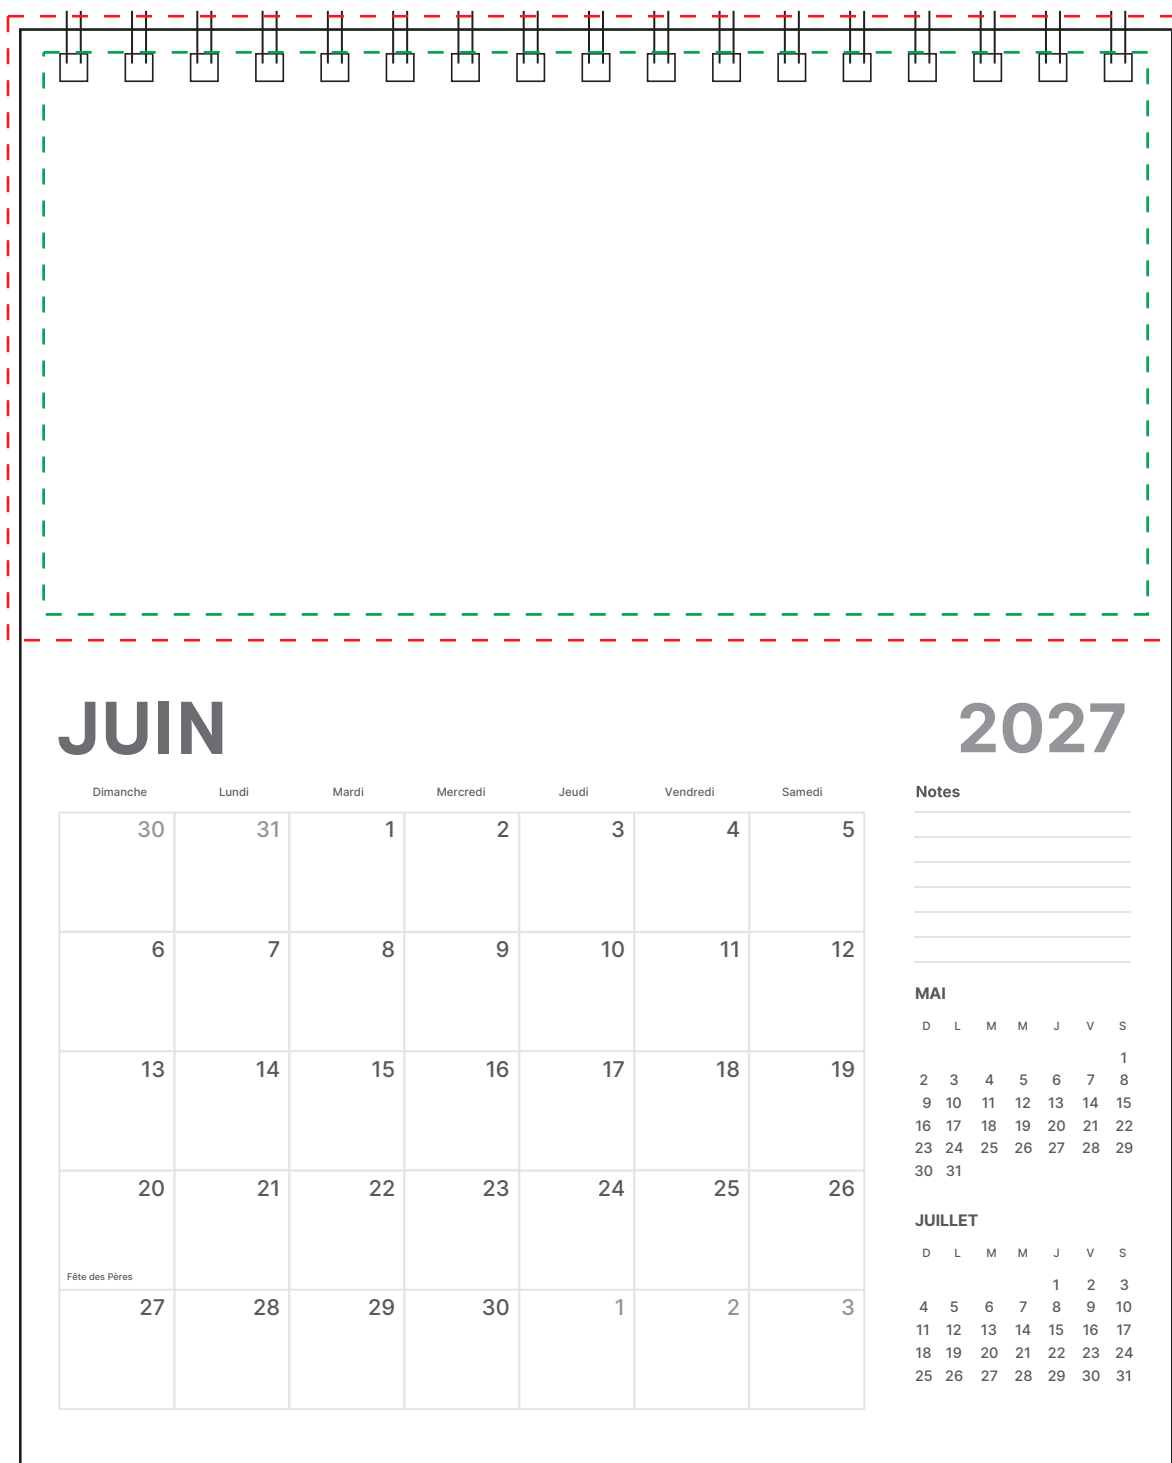 JUIN 2027
Dimanche Lundi Mardi Mercredi Jeudi Vendredi Samedi
30 31 1 2 3 4 5
6 7 8 9 10 11 12
13 14 15 16 17 18 19
20 21 22 23 24 25 26
Fête des Pères
27 28 29 30 1 2 3
Notes
MAI
D L M M J V S
1
2 3 4 5 6 7 8
9 10 11 12 13 14 15
16 17 18 19 20 21 22
23 24 25 26 27 28 29
30 31
JUILLET
D L M M J V S
1 2 3
4 5 6 7 8 9 10
11 12 13 14 15 16 17
18 19 20 21 22 23 24
25 26 27 28 29 30 31